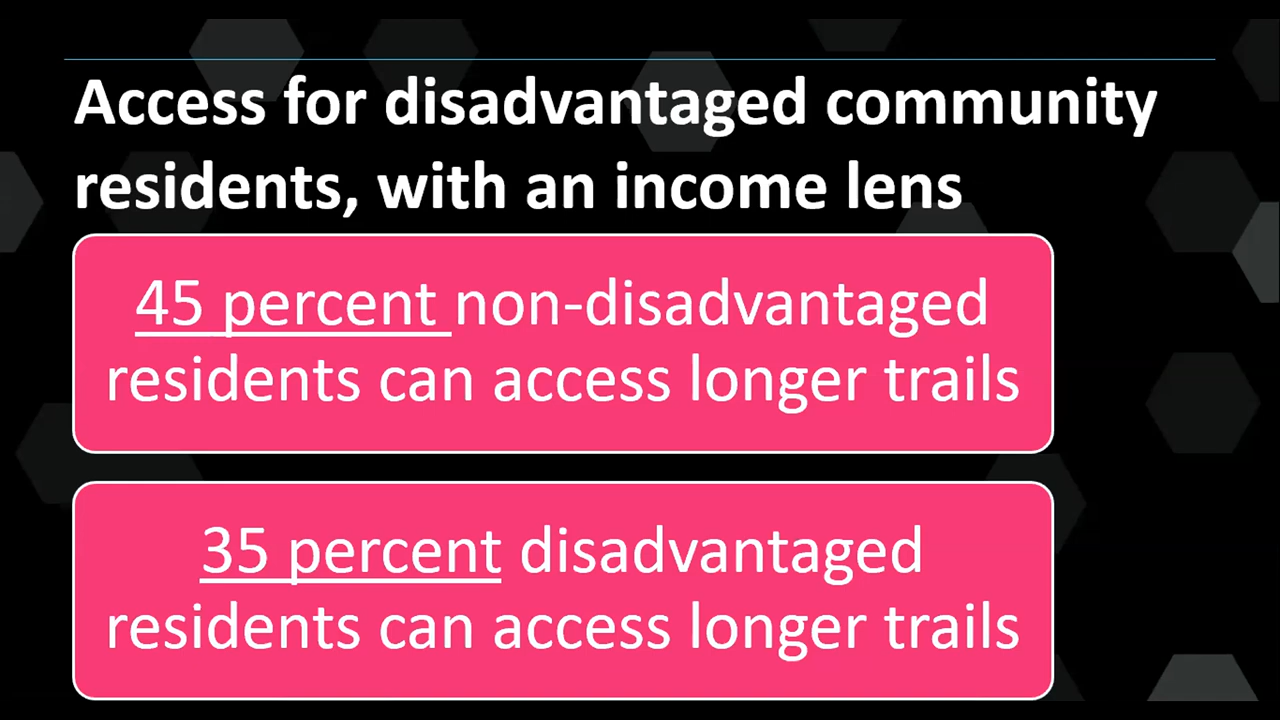 Access for disadvantaged community
residents, with an income lens
45 percent non-disadvantaged
residents can access longer trails
35 percent disadvantaged
residents can access longer trails